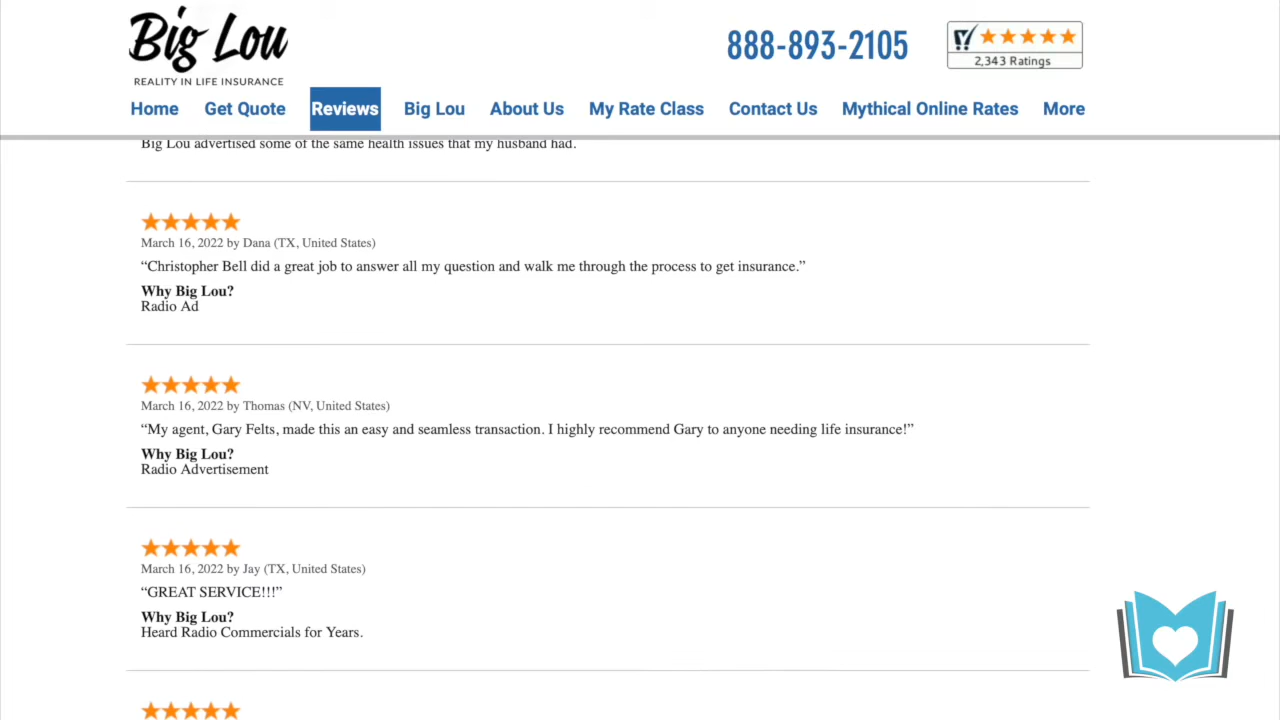 Big Lou
REALITY IN LIFE INSURANCE
888-893-2105
2,343 Ratings
Home Get Quote Reviews Big Lou About Us My Rate Class Contact Us Mythical Online Rates More
Big Lou advertised some of the same health issues that my husband had.
March 16, 2022 by Dana (TX, United States)
“Christopher Bell did a great job to answer all my question and walk me through the process to get insurance.”
Why Big Lou?
Radio Ad
March 16, 2022 by Thomas (NV, United States)
“My agent, Gary Felts, made this an easy and seamless transaction. I highly recommend Gary to anyone needing life insurance!”
Why Big Lou?
Radio Advertisement
March 16, 2022 by Jay (TX, United States)
“GREAT SERVICE!!!”
Why Big Lou?
Heard Radio Commercials for Years.